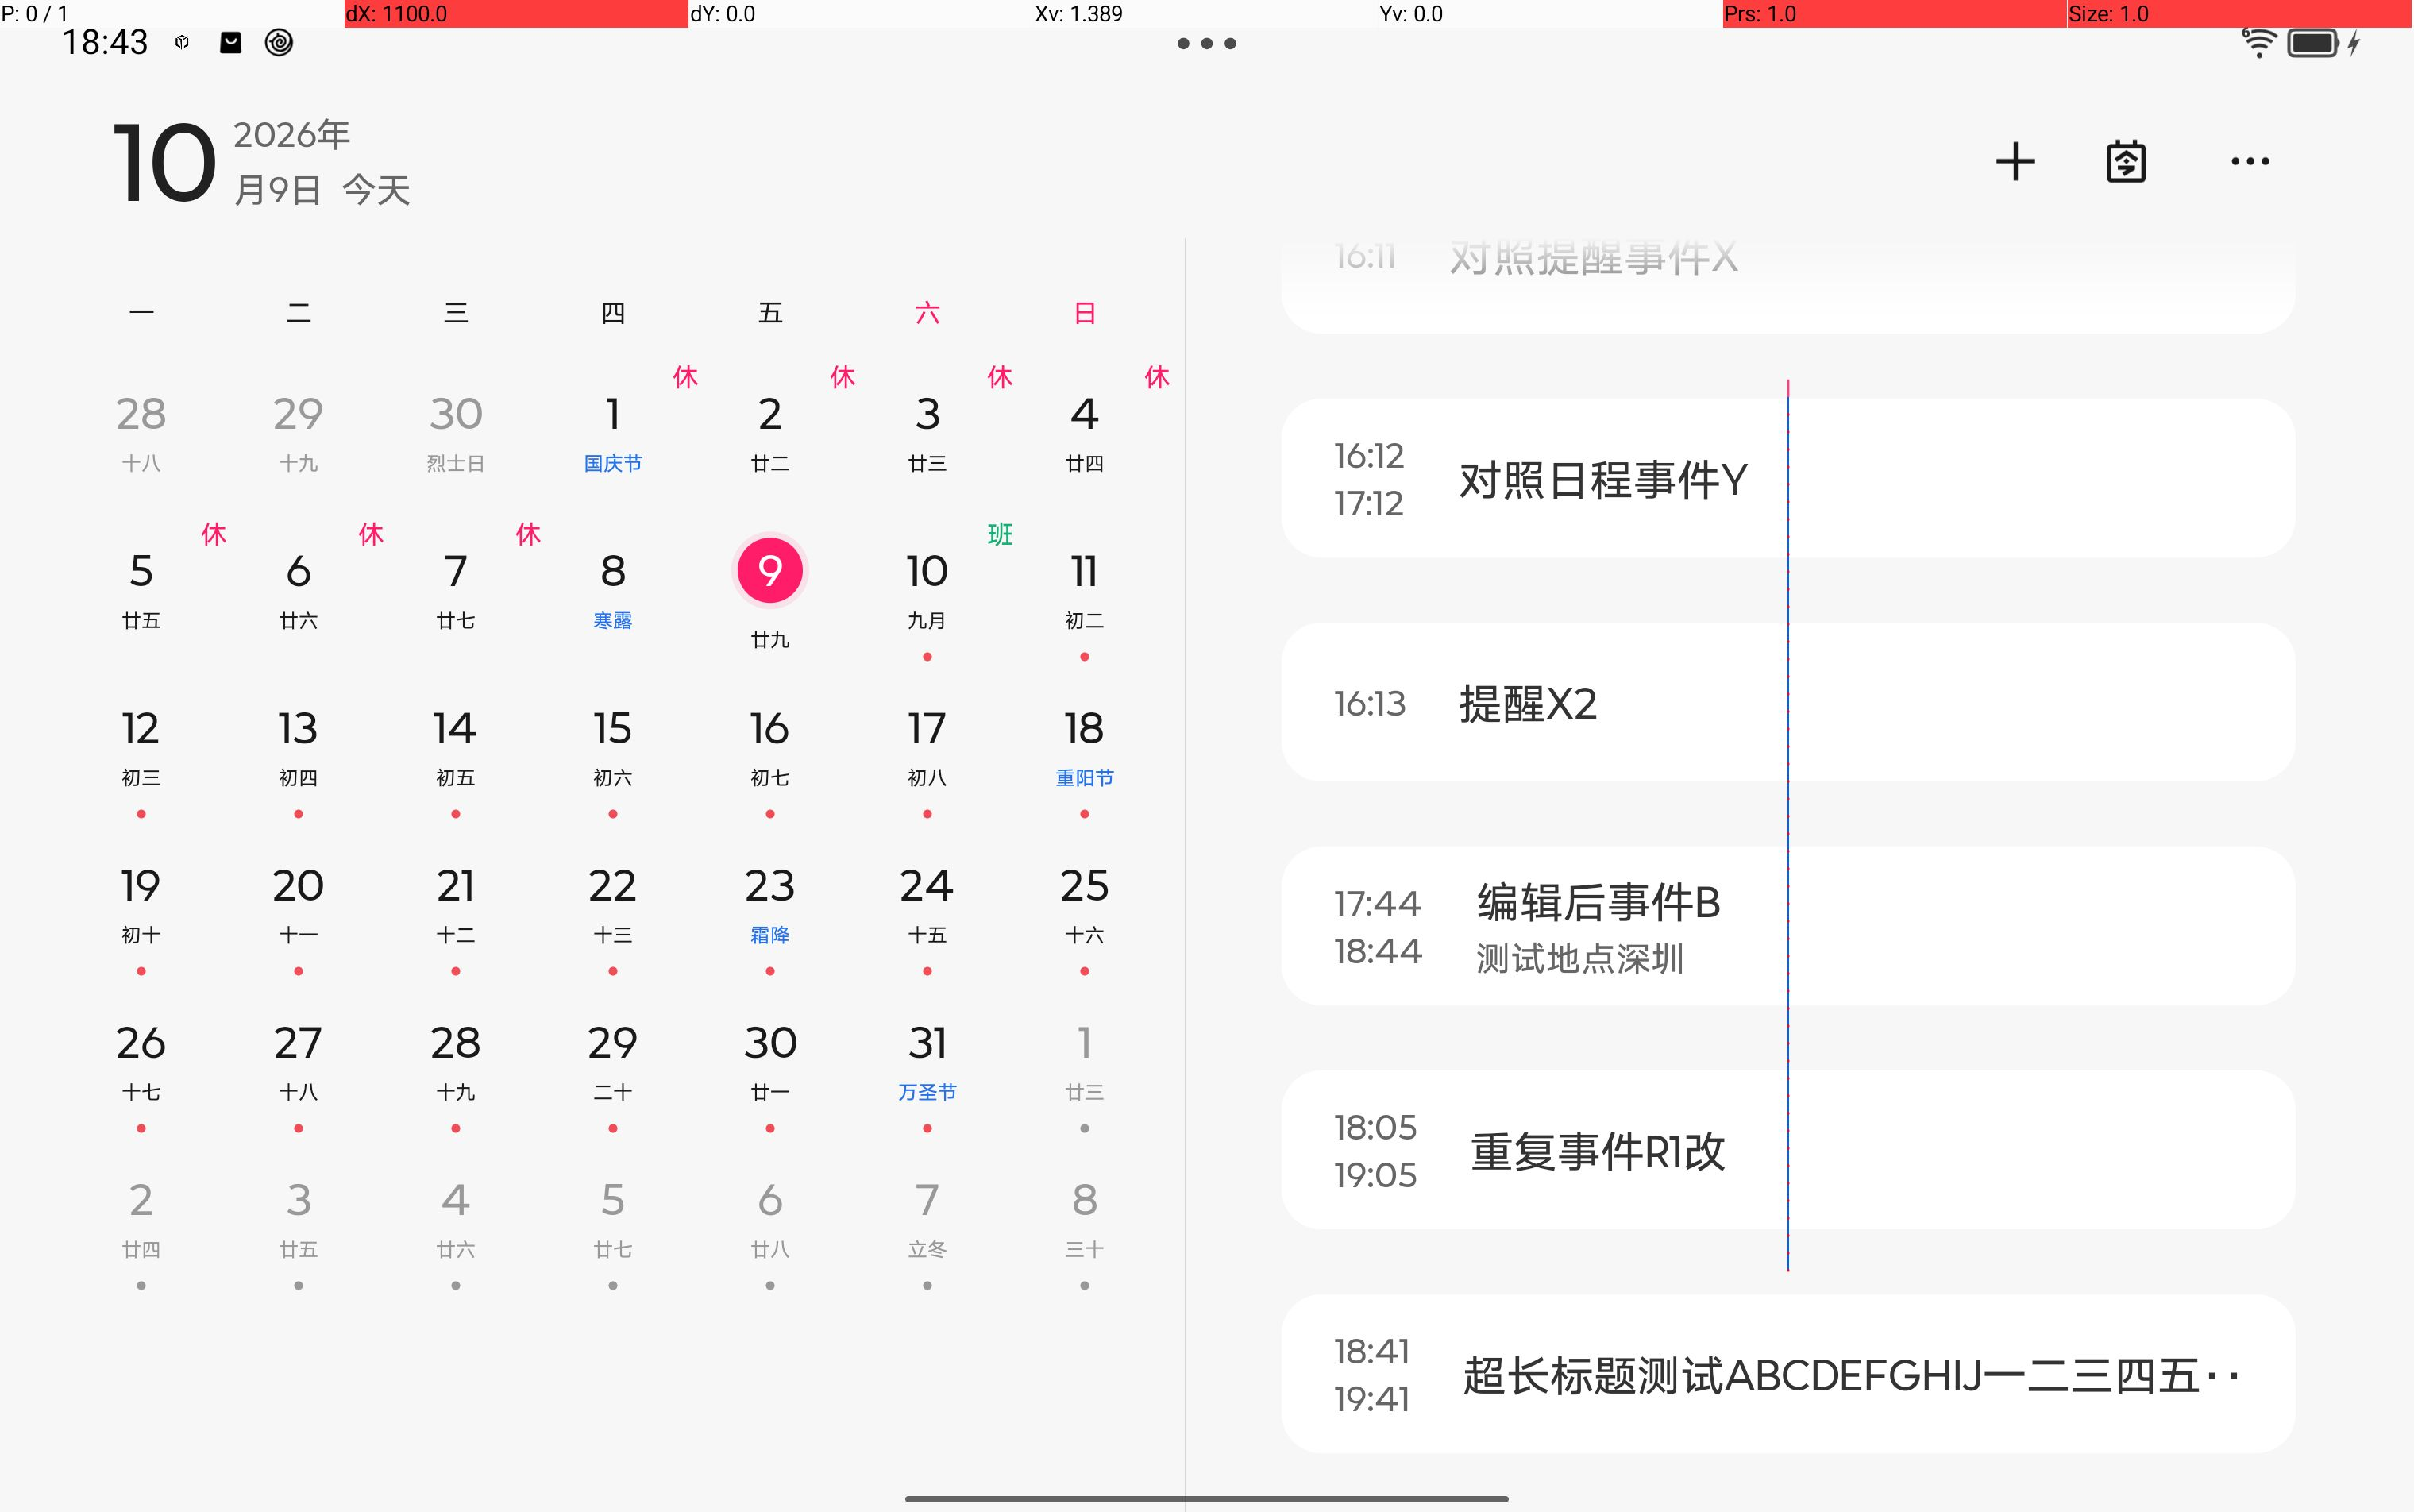 P: 0 / 1 dX: 1100.0 dY: 0.0 Xv: 1.389 Yv: 0.0 Prs: 1.0 Size: 1.0
18:43
10
2026年
月9日 今天
一 二 三 四 五 六 日
休 休 休 休
28 29 30 1 2 3 4
十八 十九 烈士日 国庆节 廿二 廿三 廿四
休 休 休 班
5 6 7 8 9 10 11
廿五 廿六 廿七 寒露 廿九 九月 初二
12 13 14 15 16 17 18
初三 初四 初五 初六 初七 初八 重阳节
19 20 21 22 23 24 25
初十 十一 十二 十三 霜降 十五 十六
26 27 28 29 30 31 1
十七 十八 十九 二十 廿一 万圣节 廿三
2 3 4 5 6 7 8
廿四 廿五 廿六 廿七 廿八 立冬 三十
16:11 对照提醒事件X
16:12
17:12
对照日程事件Y
16:13 提醒X2
17:44
18:44
编辑后事件B
测试地点深圳
18:05
19:05
重复事件R1改
18:41
19:41
超长标题测试ABCDEFGHIJ一二三四五··